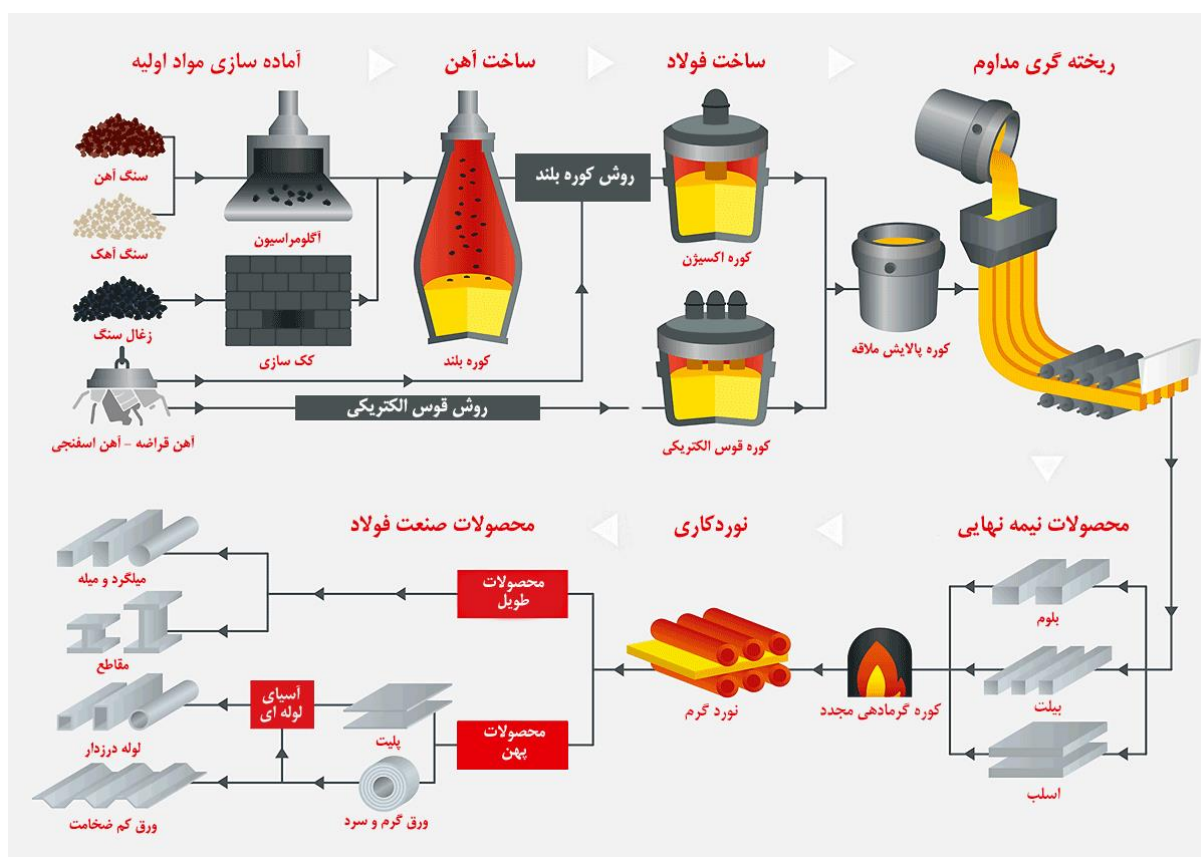 آماده سازی مواد اولیه
ساخت آهن
ساخت فولاد
ریخته گری مداوم
سنگ آهن
سنگ آهک
زغال سنگ
آهن قراضه - آهن اسفنجی
آگلومراسیون
کک سازی
کوره بلند
روش کوره بلند
روش قوس الکتریکی
کوره اکسیژن
کوره قوس الکتریکی
کوره پالایش ملاقه
محصولات نیمه نهایی
نوردکاری
محصولات صنعت فولاد
بلوم
بیلت
اسلب
کوره گرمادهی مجدد
نورد گرم
محصولات
طویل
محصولات
پهن
میلگرد و میله
مقاطع
پلیت
آسیای
لوله ای
لوله درزدار
ورق گرم و سرد
ورق کم ضخامت